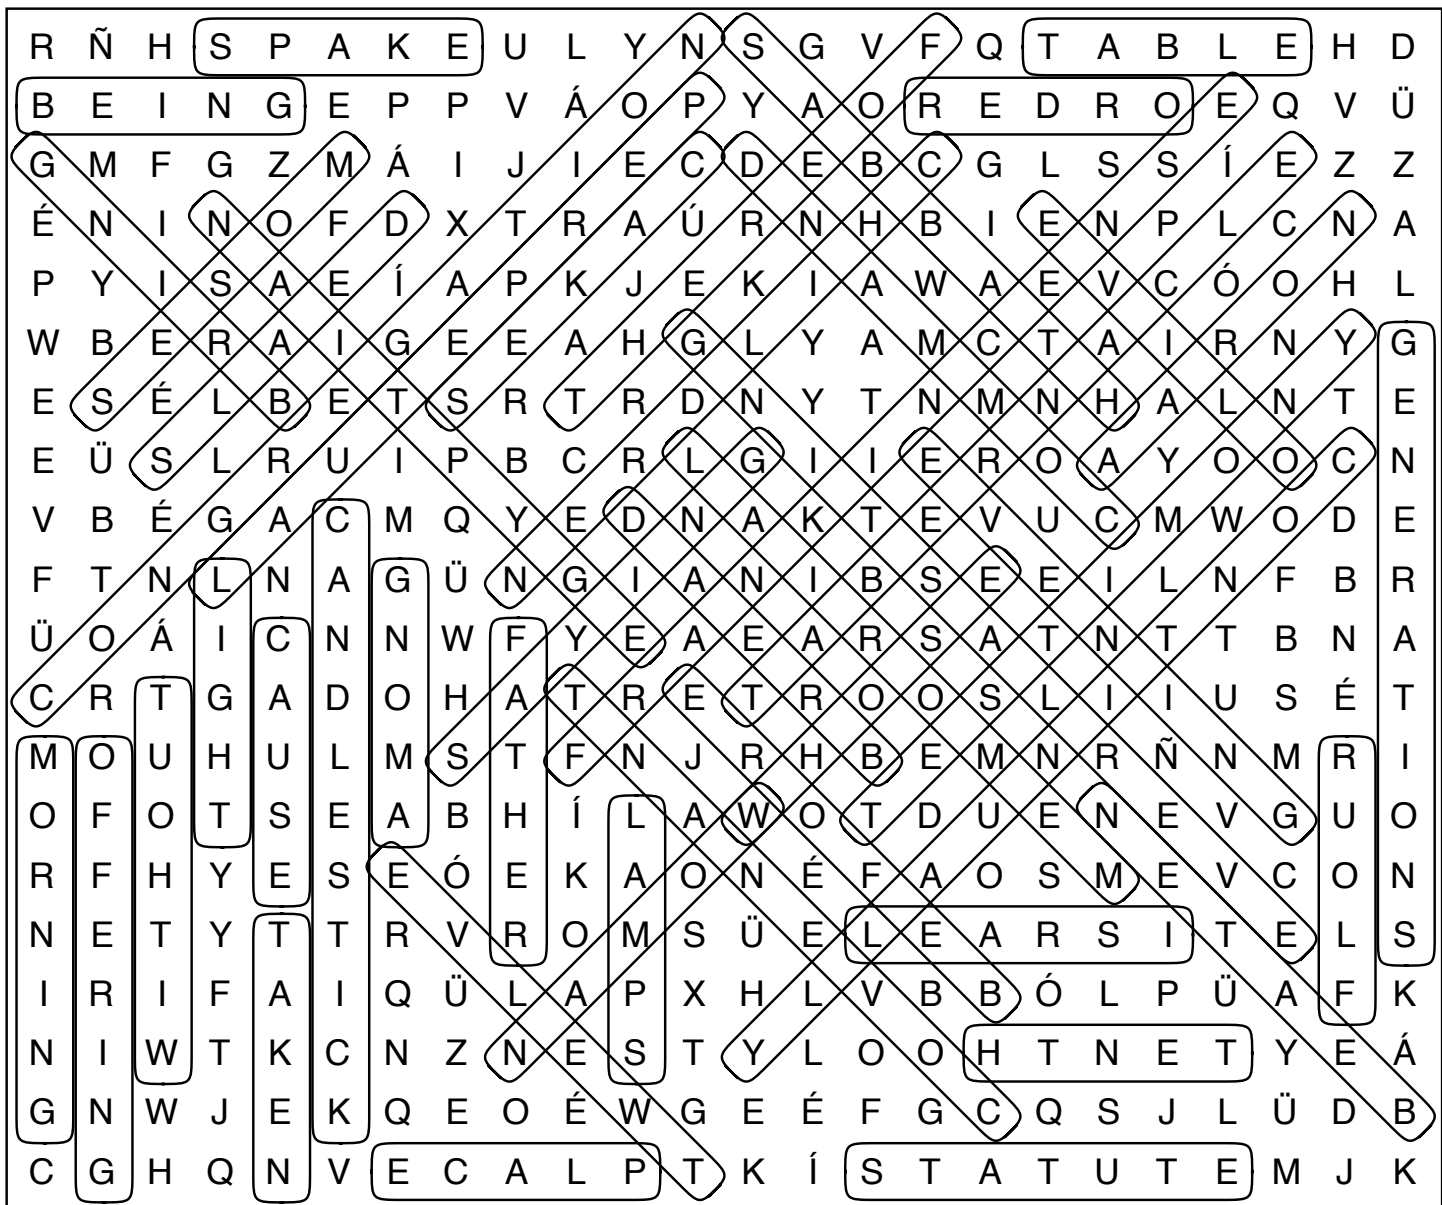 R Ñ H S P A K E U L Y N S G V F Q T A B L E H D
B E I N G E P P V Á O P Y A O R E D R O E Q V Ü
G M F G Z M Á I J I E C D E B C G L S S Í E Z Z
É N I N O F D X T R A Ú R N H B I E N P L C N A
P Y I S A E Í A P K J E K I A W A E V C Ó O H L
W B E R A I G E E A H G L Y A M C T A I R N Y G
E S É L B E T S R T R D N Y T N M N H A L N T E
E Ü S L R U I P B C R L G I I E R O A Y O O C N
V B É G A C M Q Y E D N A K T E V U C M W O D E
F T N L N A G Ü N G I A N I B S E E I L N F B R
Ü O Á I C N N W F Y E A E A R S A T N T T B N A
C R T G A D O H A T R E T R O O S L I I U S É T
M O U H U L M S T F N J R H B E M N R Ñ N M R I
O F O T S E A B H Í L A W O T D U E N E V G U O
R F H Y E S E Ó E K A O N É F A O S M E V C O N
N E T Y T T R V R O M S Ü E L E A R S I T E L S
I R I F A I Q Ü L A P X H L V B B Ó L P Ü A F K
N I W T K C N Z N E S T Y L O O H T N E T Y E Á
G N W J E K Q E O É W G E É F G C Q S J L Ü D B
C G H Q N V E C A L P T K Í S T A T U T E M J K